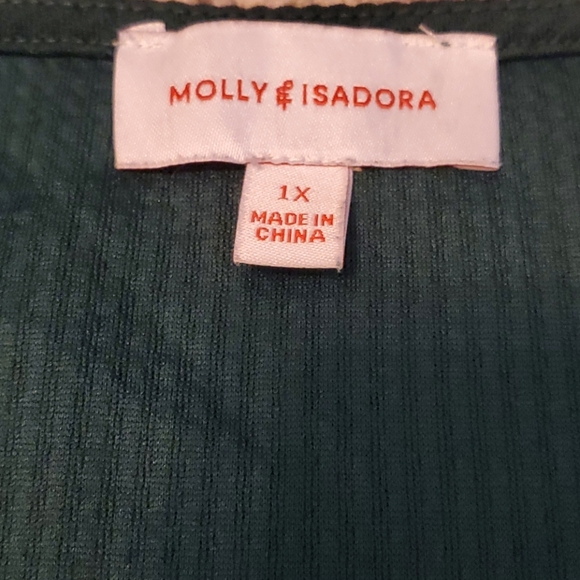 MOLLY & ISADORA
1X
MADE IN
CHINA